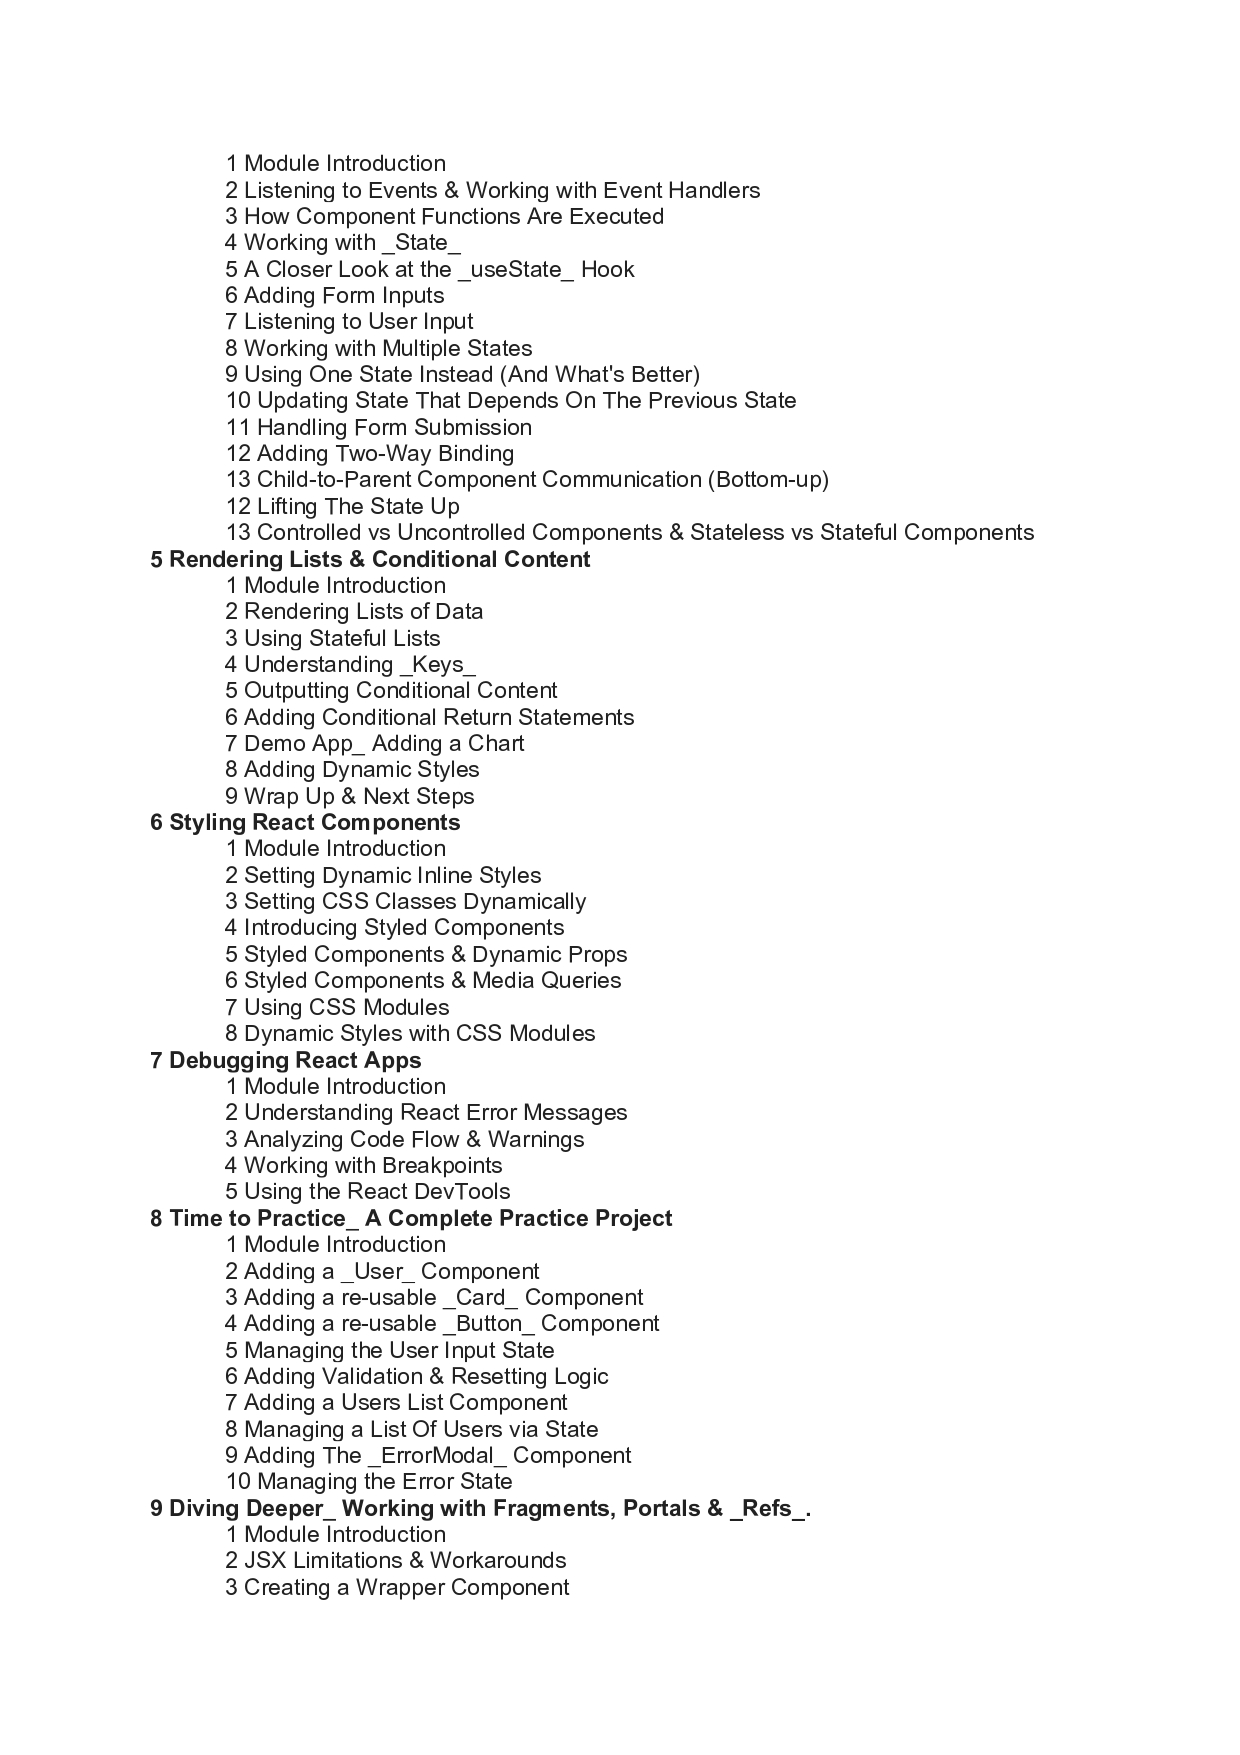 1 Module Introduction
2 Listening to Events & Working with Event Handlers
3 How Component Functions Are Executed
4 Working with _State_
5 A Closer Look at the _useState_ Hook
6 Adding Form Inputs
7 Listening to User Input
8 Working with Multiple States
9 Using One State Instead (And What's Better)
10 Updating State That Depends On The Previous State
11 Handling Form Submission
12 Adding Two-Way Binding
13 Child-to-Parent Component Communication (Bottom-up)
12 Lifting The State Up
13 Controlled vs Uncontrolled Components & Stateless vs Stateful Components
5 Rendering Lists & Conditional Content
1 Module Introduction
2 Rendering Lists of Data
3 Using Stateful Lists
4 Understanding _Keys_
5 Outputting Conditional Content
6 Adding Conditional Return Statements
7 Demo App_ Adding a Chart
8 Adding Dynamic Styles
9 Wrap Up & Next Steps
6 Styling React Components
1 Module Introduction
2 Setting Dynamic Inline Styles
3 Setting CSS Classes Dynamically
4 Introducing Styled Components
5 Styled Components & Dynamic Props
6 Styled Components & Media Queries
7 Using CSS Modules
8 Dynamic Styles with CSS Modules
7 Debugging React Apps
1 Module Introduction
2 Understanding React Error Messages
3 Analyzing Code Flow & Warnings
4 Working with Breakpoints
5 Using the React DevTools
8 Time to Practice_ A Complete Practice Project
1 Module Introduction
2 Adding a _User_ Component
3 Adding a re-usable _Card_ Component
4 Adding a re-usable _Button_ Component
5 Managing the User Input State
6 Adding Validation & Resetting Logic
7 Adding a Users List Component
8 Managing a List Of Users via State
9 Adding The _ErrorModal_ Component
10 Managing the Error State
9 Diving Deeper_ Working with Fragments, Portals & _Refs_.
1 Module Introduction
2 JSX Limitations & Workarounds
3 Creating a Wrapper Component